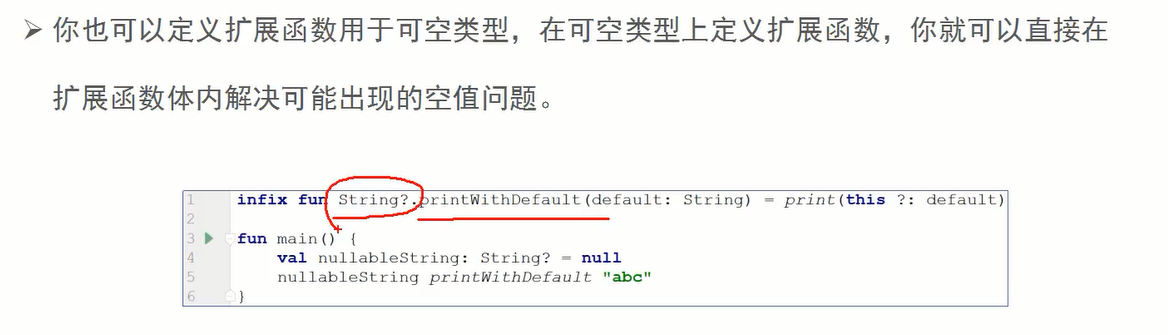 ➢ 你也可以定义扩展函数用于可空类型，在可空类型上定义扩展函数，你就可以直接在
扩展函数体内解决可能出现的空值问题。
1 infix fun String?.printWithDefault(default: String) = print(this ?: default)
2
3 fun main() {
4     val nullableString: String? = null
5     nullableString printWithDefault "abc"
6 }